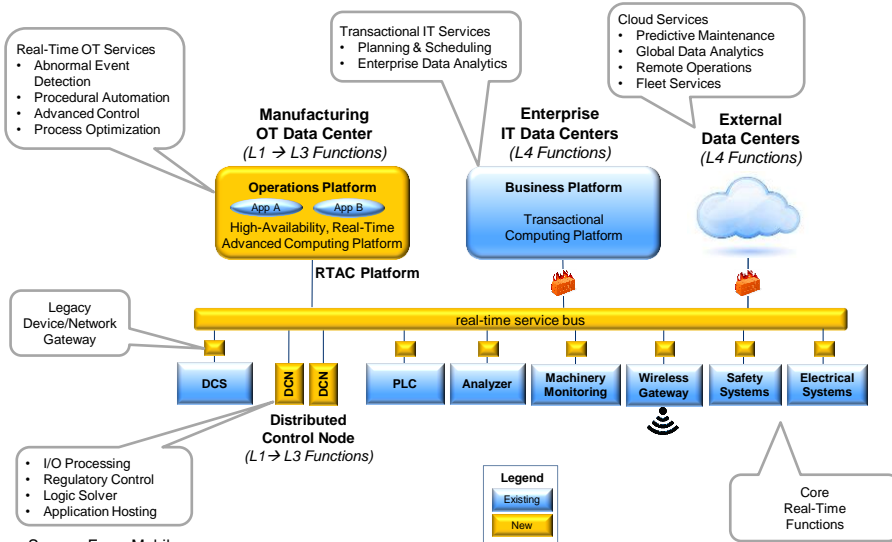 Real-Time OT Services
• Abnormal Event
Detection
• Procedural Automation
• Advanced Control
• Process Optimization
Transactional IT Services
• Planning & Scheduling
• Enterprise Data Analytics
Cloud Services
• Predictive Maintenance
• Global Data Analytics
• Remote Operations
• Fleet Services
Manufacturing
OT Data Center
(L1 → L3 Functions)
Enterprise
IT Data Centers
(L4 Functions)
External
Data Centers
(L4 Functions)
Operations Platform
App A
App B
High-Availability, Real-Time
Advanced Computing Platform
Business Platform
Transactional
Computing Platform
RTAC Platform
Legacy
Device/Network
Gateway
real-time service bus
DCS
DCN
DCN
PLC
Analyzer
Machinery
Monitoring
Wireless
Gateway
Safety
Systems
Electrical
Systems
Distributed
Control Node
(L1→ L3 Functions)
• I/O Processing
• Regulatory Control
• Logic Solver
• Application Hosting
Legend
Existing
New
Core
Real-Time
Functions